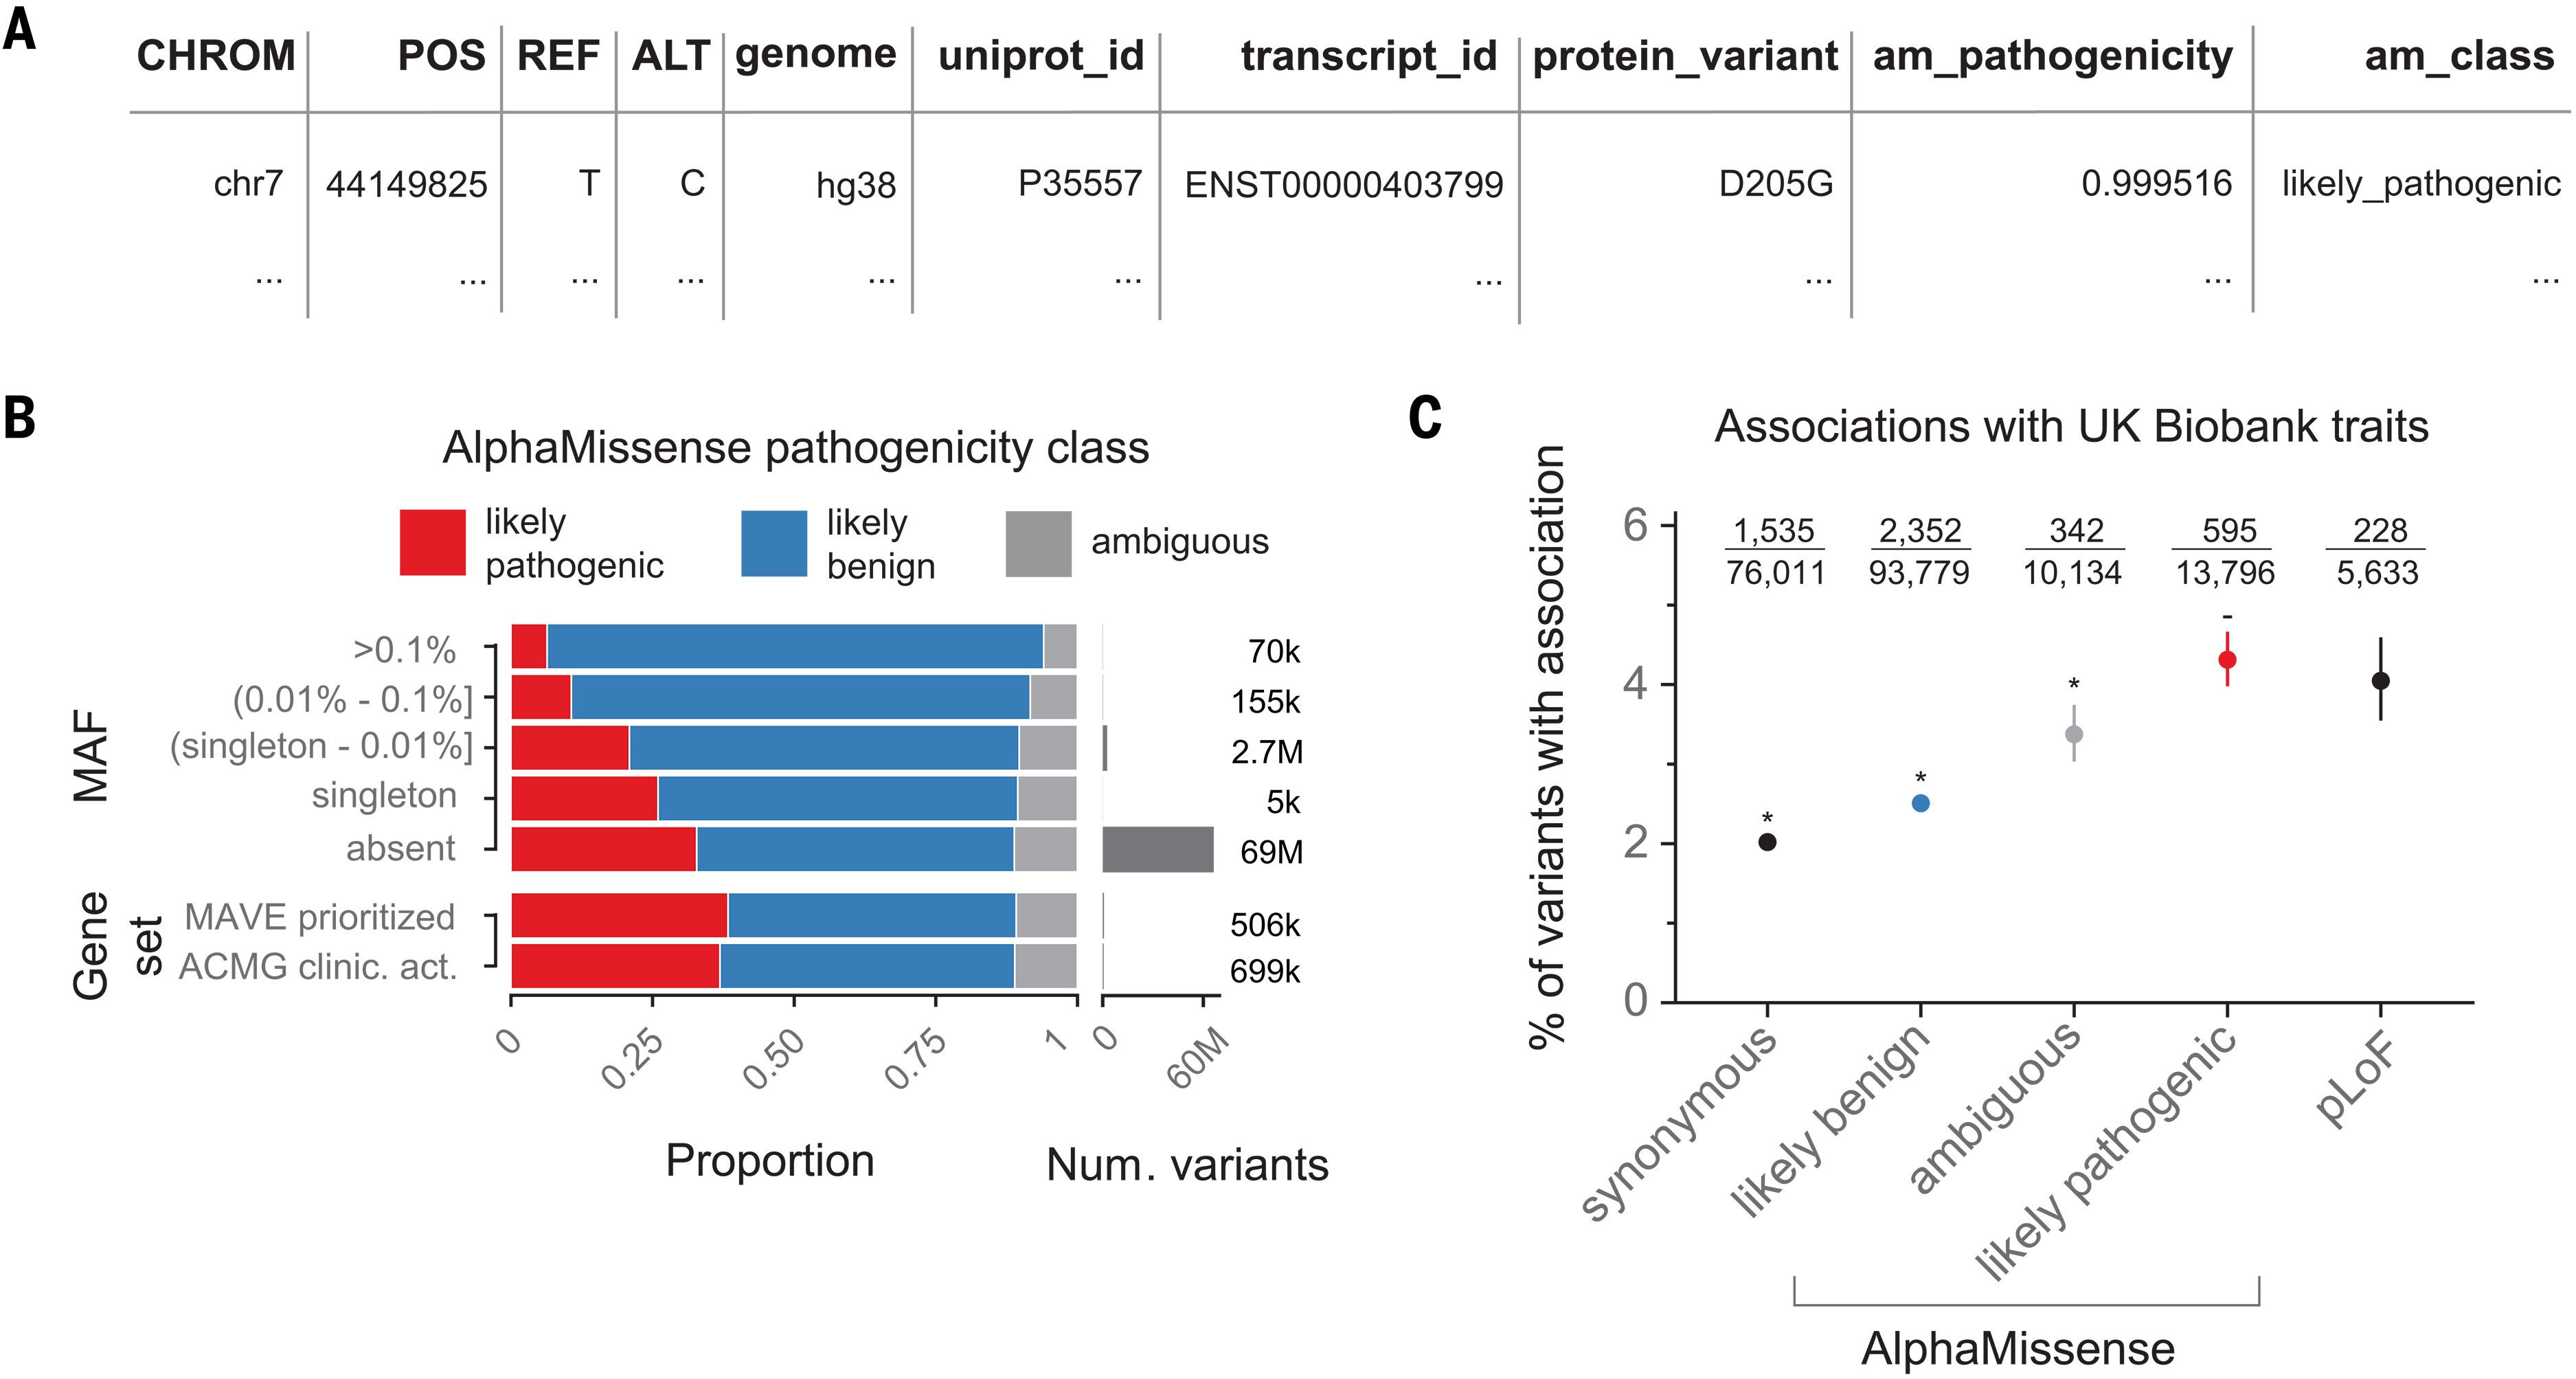 A
CHROM POS REF ALT genome uniprot_id transcript_id protein_variant am_pathogenicity am_class
chr7 44149825 T C hg38 P35557 ENST00000403799 D205G 0.999516 likely_pathogenic
... ... ... ... ... ... ... ... ... ...
B
AlphaMissense pathogenicity class
likely
pathogenic
likely
benign
ambiguous
MAF
>0.1% 70k
(0.01% - 0.1%] 155k
(singleton - 0.01%] 2.7M
singleton 5k
absent 69M
Gene
set
MAVE prioritized 506k
ACMG clinic. act. 699k
0 0.25 0.50 0.75 1 0 60M
Proportion Num. variants
C
Associations with UK Biobank traits
% of variants with association
6
4
2
0
1,535 2,352 342 595 228
76,011 93,779 10,134 13,796 5,633
* * * -
synonymous
likely benign
ambiguous
likely pathogenic
pLoF
AlphaMissense